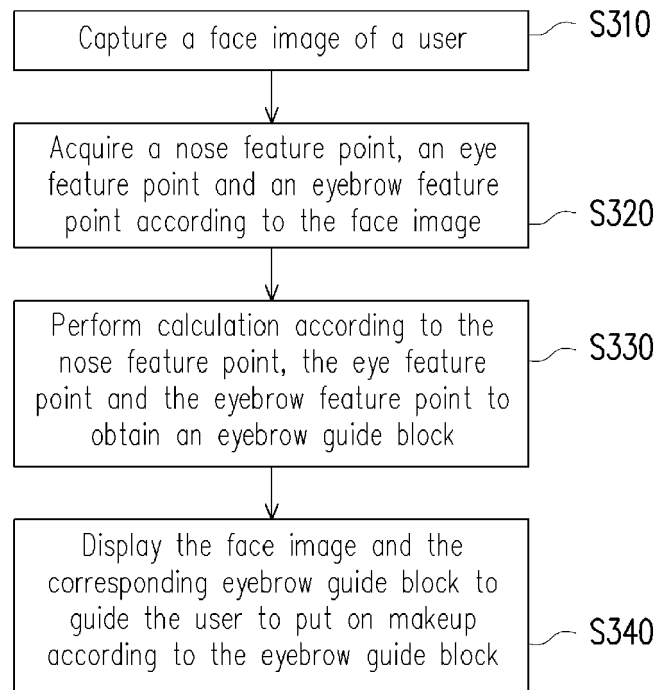 Capture a face image of a user
S310
Acquire a nose feature point, an eye
feature point and an eyebrow feature
point according to the face image
S320
Perform calculation according to the
nose feature point, the eye feature
point and the eyebrow feature point to
obtain an eyebrow guide block
S330
Display the face image and the
corresponding eyebrow guide block to
guide the user to put on makeup
according to the eyebrow guide block
S340